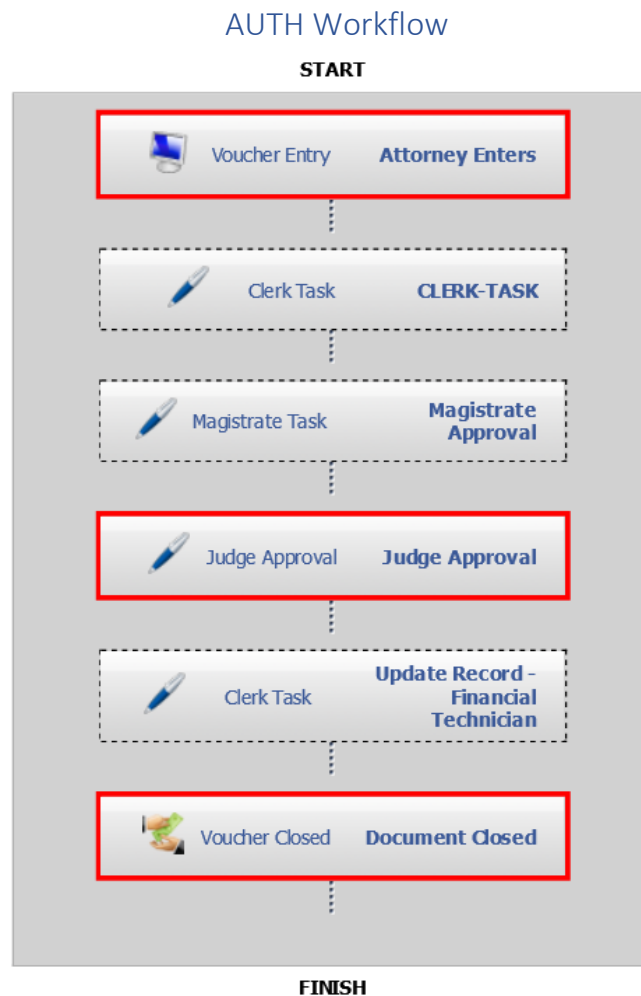 AUTH Workflow
START
Voucher Entry Attorney Enters
Clerk Task CLERK-TASK
Magistrate Task Magistrate
Approval
Judge Approval Judge Approval
Update Record -
Clerk Task Financial
Technician
Voucher Closed Document Closed
FINISH